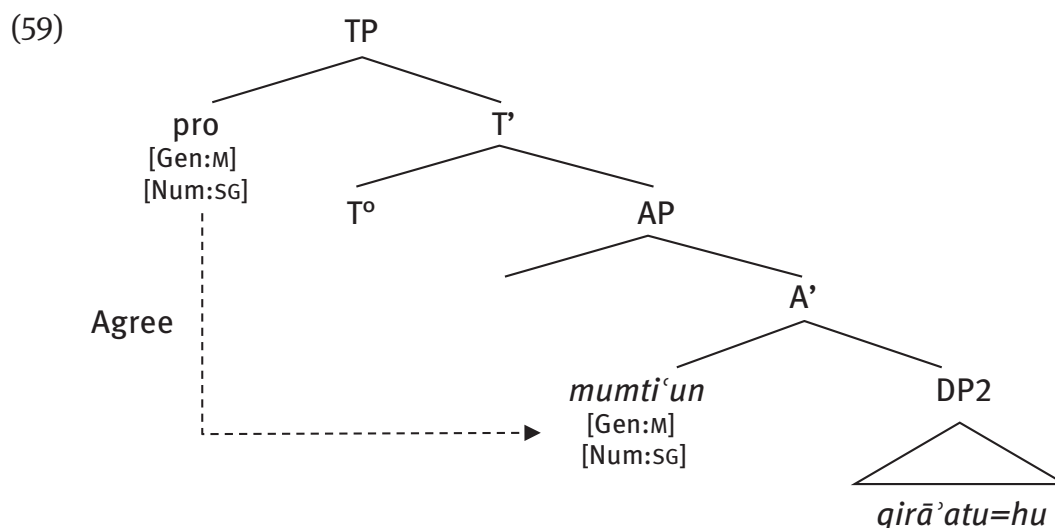 (59)
TP
pro
[Gen:M]
[Num:SG]
T’
T° AP
Agree
A’
mumtiʿun
[Gen:M]
[Num:SG]
DP2
qirāʾatu=hu